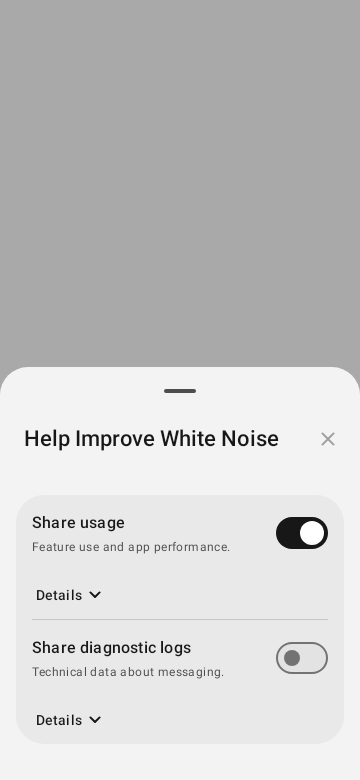 Help Improve White Noise
Share usage
Feature use and app performance.
Details
Share diagnostic logs
Technical data about messaging.
Details